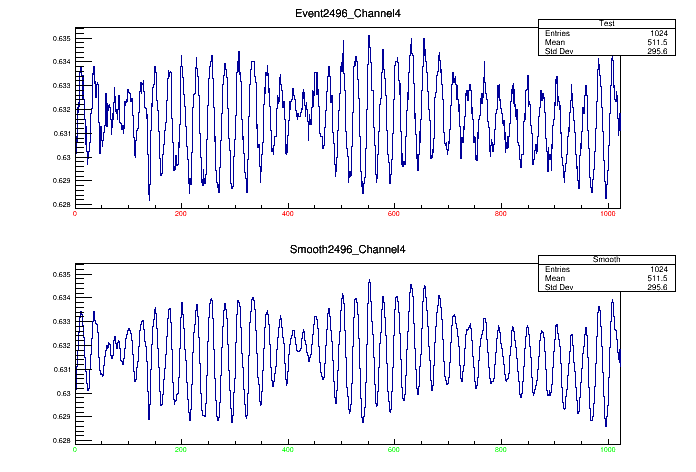 Event2496_Channel4
Test
Entries 1024
Mean 511.5
Std Dev 295.6
0.635
0.634
0.633
0.632
0.631
0.63
0.629
0.628
0 200 400 600 800 1000
Smooth2496_Channel4
Smooth
Entries 1024
Mean 511.5
Std Dev 295.6
0.635
0.634
0.633
0.632
0.631
0.63
0.629
0.628
0 200 400 600 800 1000